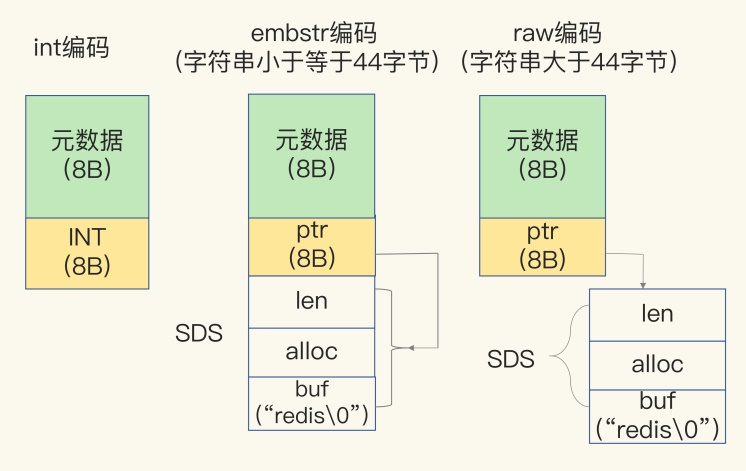 int编码
embstr编码
(字符串小于等于44字节)
raw编码
(字符串大于44字节)
元数据
(8B)
INT
(8B)
元数据
(8B)
ptr
(8B)
len
alloc
buf
(“redis\0”)
SDS
元数据
(8B)
ptr
(8B)
len
alloc
buf
(“redis\0”)
SDS